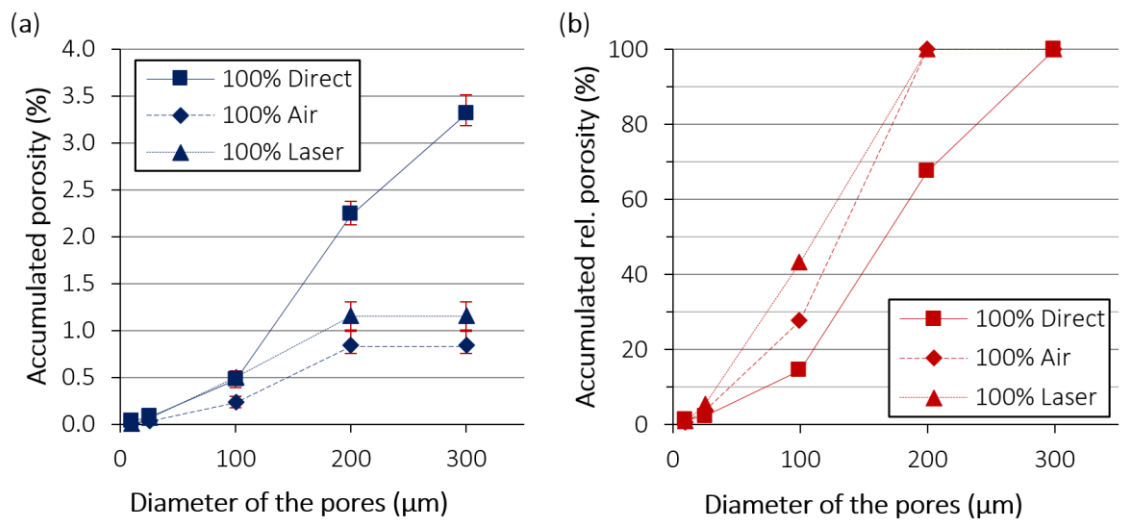 (a)
4.0
3.5
3.0
2.5
2.0
1.5
1.0
0.5
0.0
Accumulated porosity (%)
100% Direct
100% Air
100% Laser
0 100 200 300
Diameter of the pores (µm)
(b)
100
80
60
40
20
0
Accumulated rel. porosity (%)
100% Direct
100% Air
100% Laser
0 100 200 300
Diameter of the pores (µm)